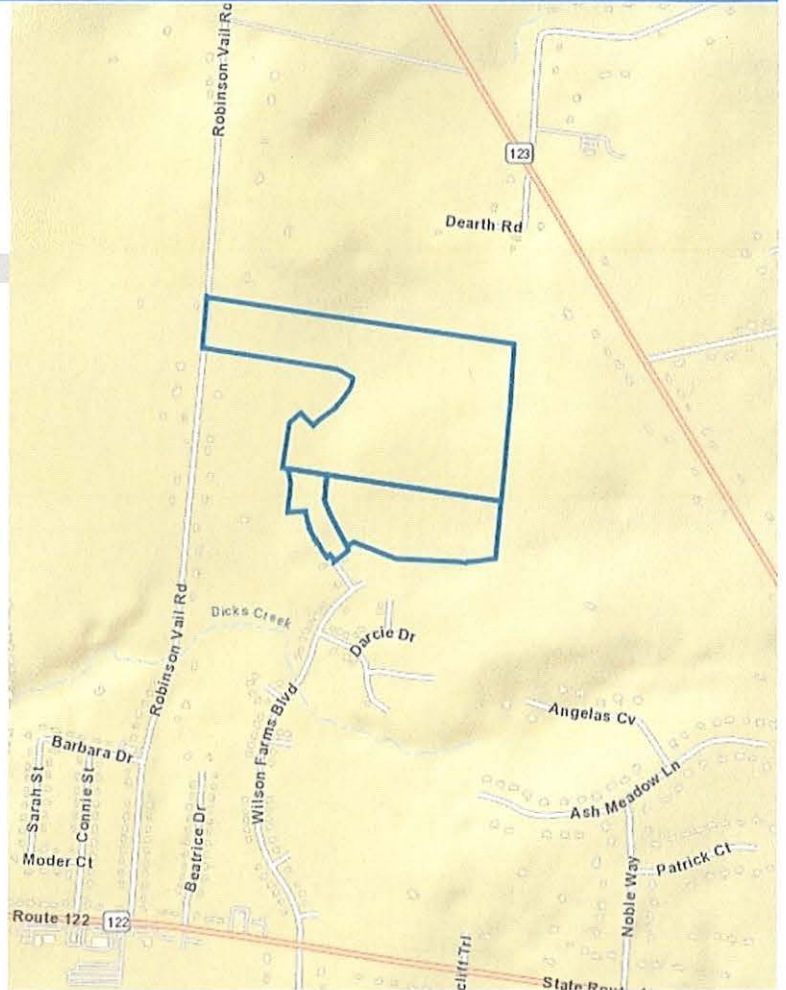 Robinson Vail Rd
123
Dearth Rd
Robinson Vail Rd
Dicks Creek
Darcie Dr
Angelas Cv
Wilson Farms Blvd
Barbara Dr
Sarah St
Connie St
Beatrice Dr
Ash Meadow Ln
Moder Ct
Patrick Ct
Noble Way
Route 122
122
cliff Trl
State